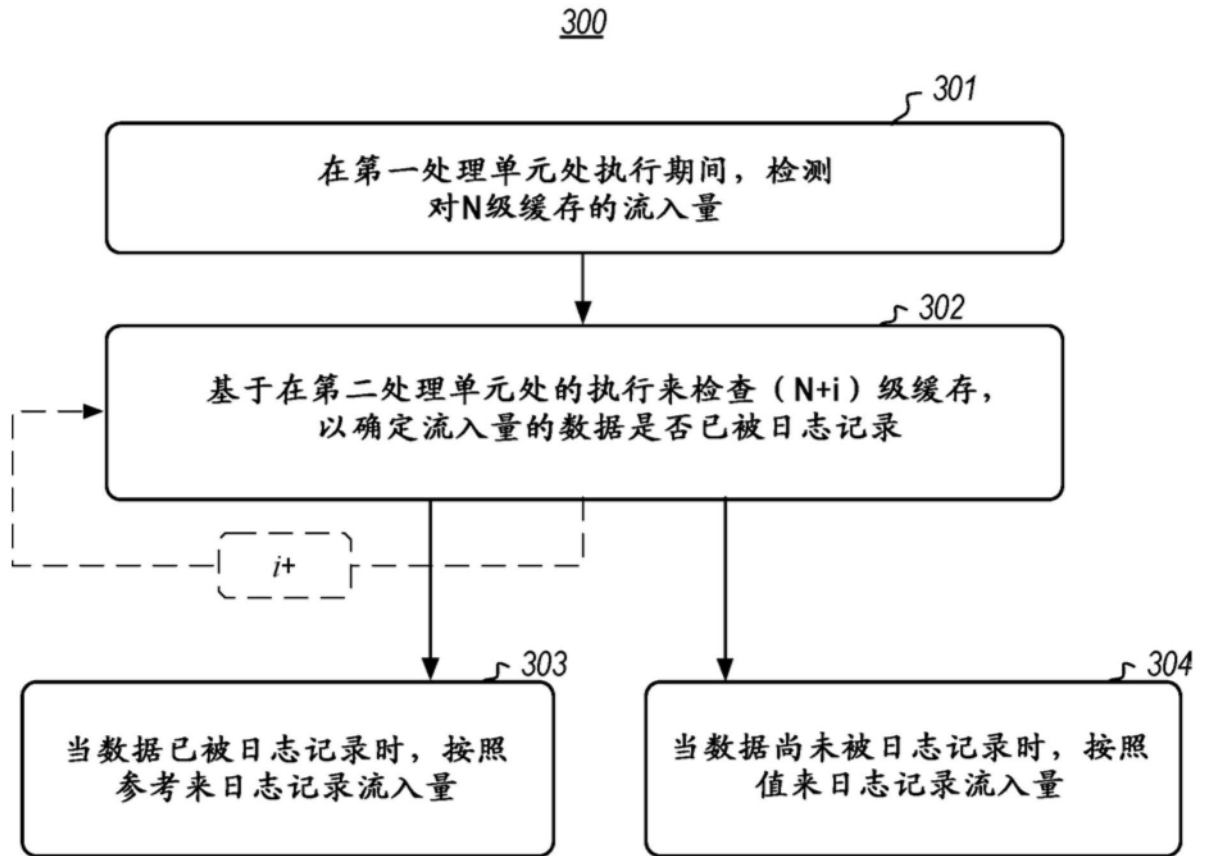 300
301
在第一处理单元处执行期间，检测
对N级缓存的流入量
302
基于在第二处理单元处的执行来检查（N+i）级缓存，
以确定流入量的数据是否已被日志记录
i+
303
当数据已被日志记录时，按照
参考来日志记录流入量
304
当数据尚未被日志记录时，按照
值来日志记录流入量